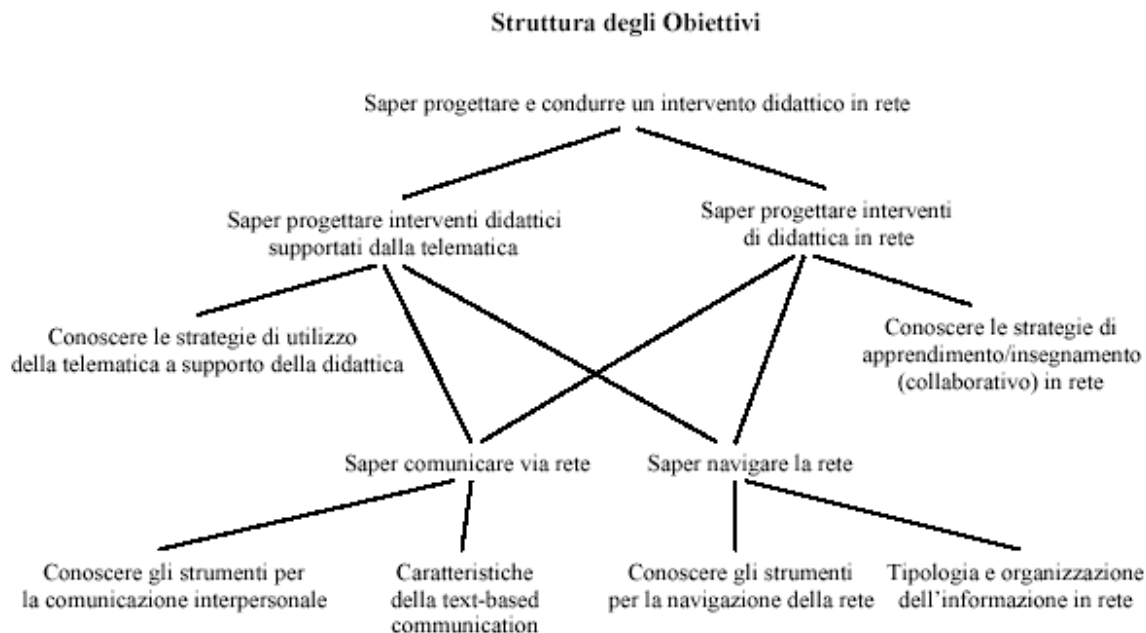 Struttura degli Obiettivi
Saper progettare e condurre un intervento didattico in rete
Saper progettare interventi didattici
supportati dalla telematica
Saper progettare interventi
di didattica in rete
Conoscere le strategie di utilizzo
della telematica a supporto della didattica
Conoscere le strategie di
apprendimento/insegnamento
(collaborativo) in rete
Saper comunicare via rete
Saper navigare la rete
Conoscere gli strumenti per
la comunicazione interpersonale
Caratteristiche
della text-based
communication
Conoscere gli strumenti
per la navigazione della rete
Tipologia e organizzazione
dell’informazione in rete